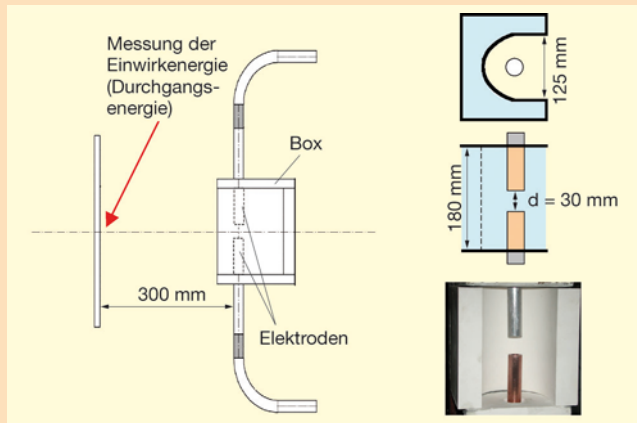 Messung der
Einwirkenergie
(Durchgangs-
energie)
Box
300 mm
Elektroden
125 mm
180 mm
d = 30 mm